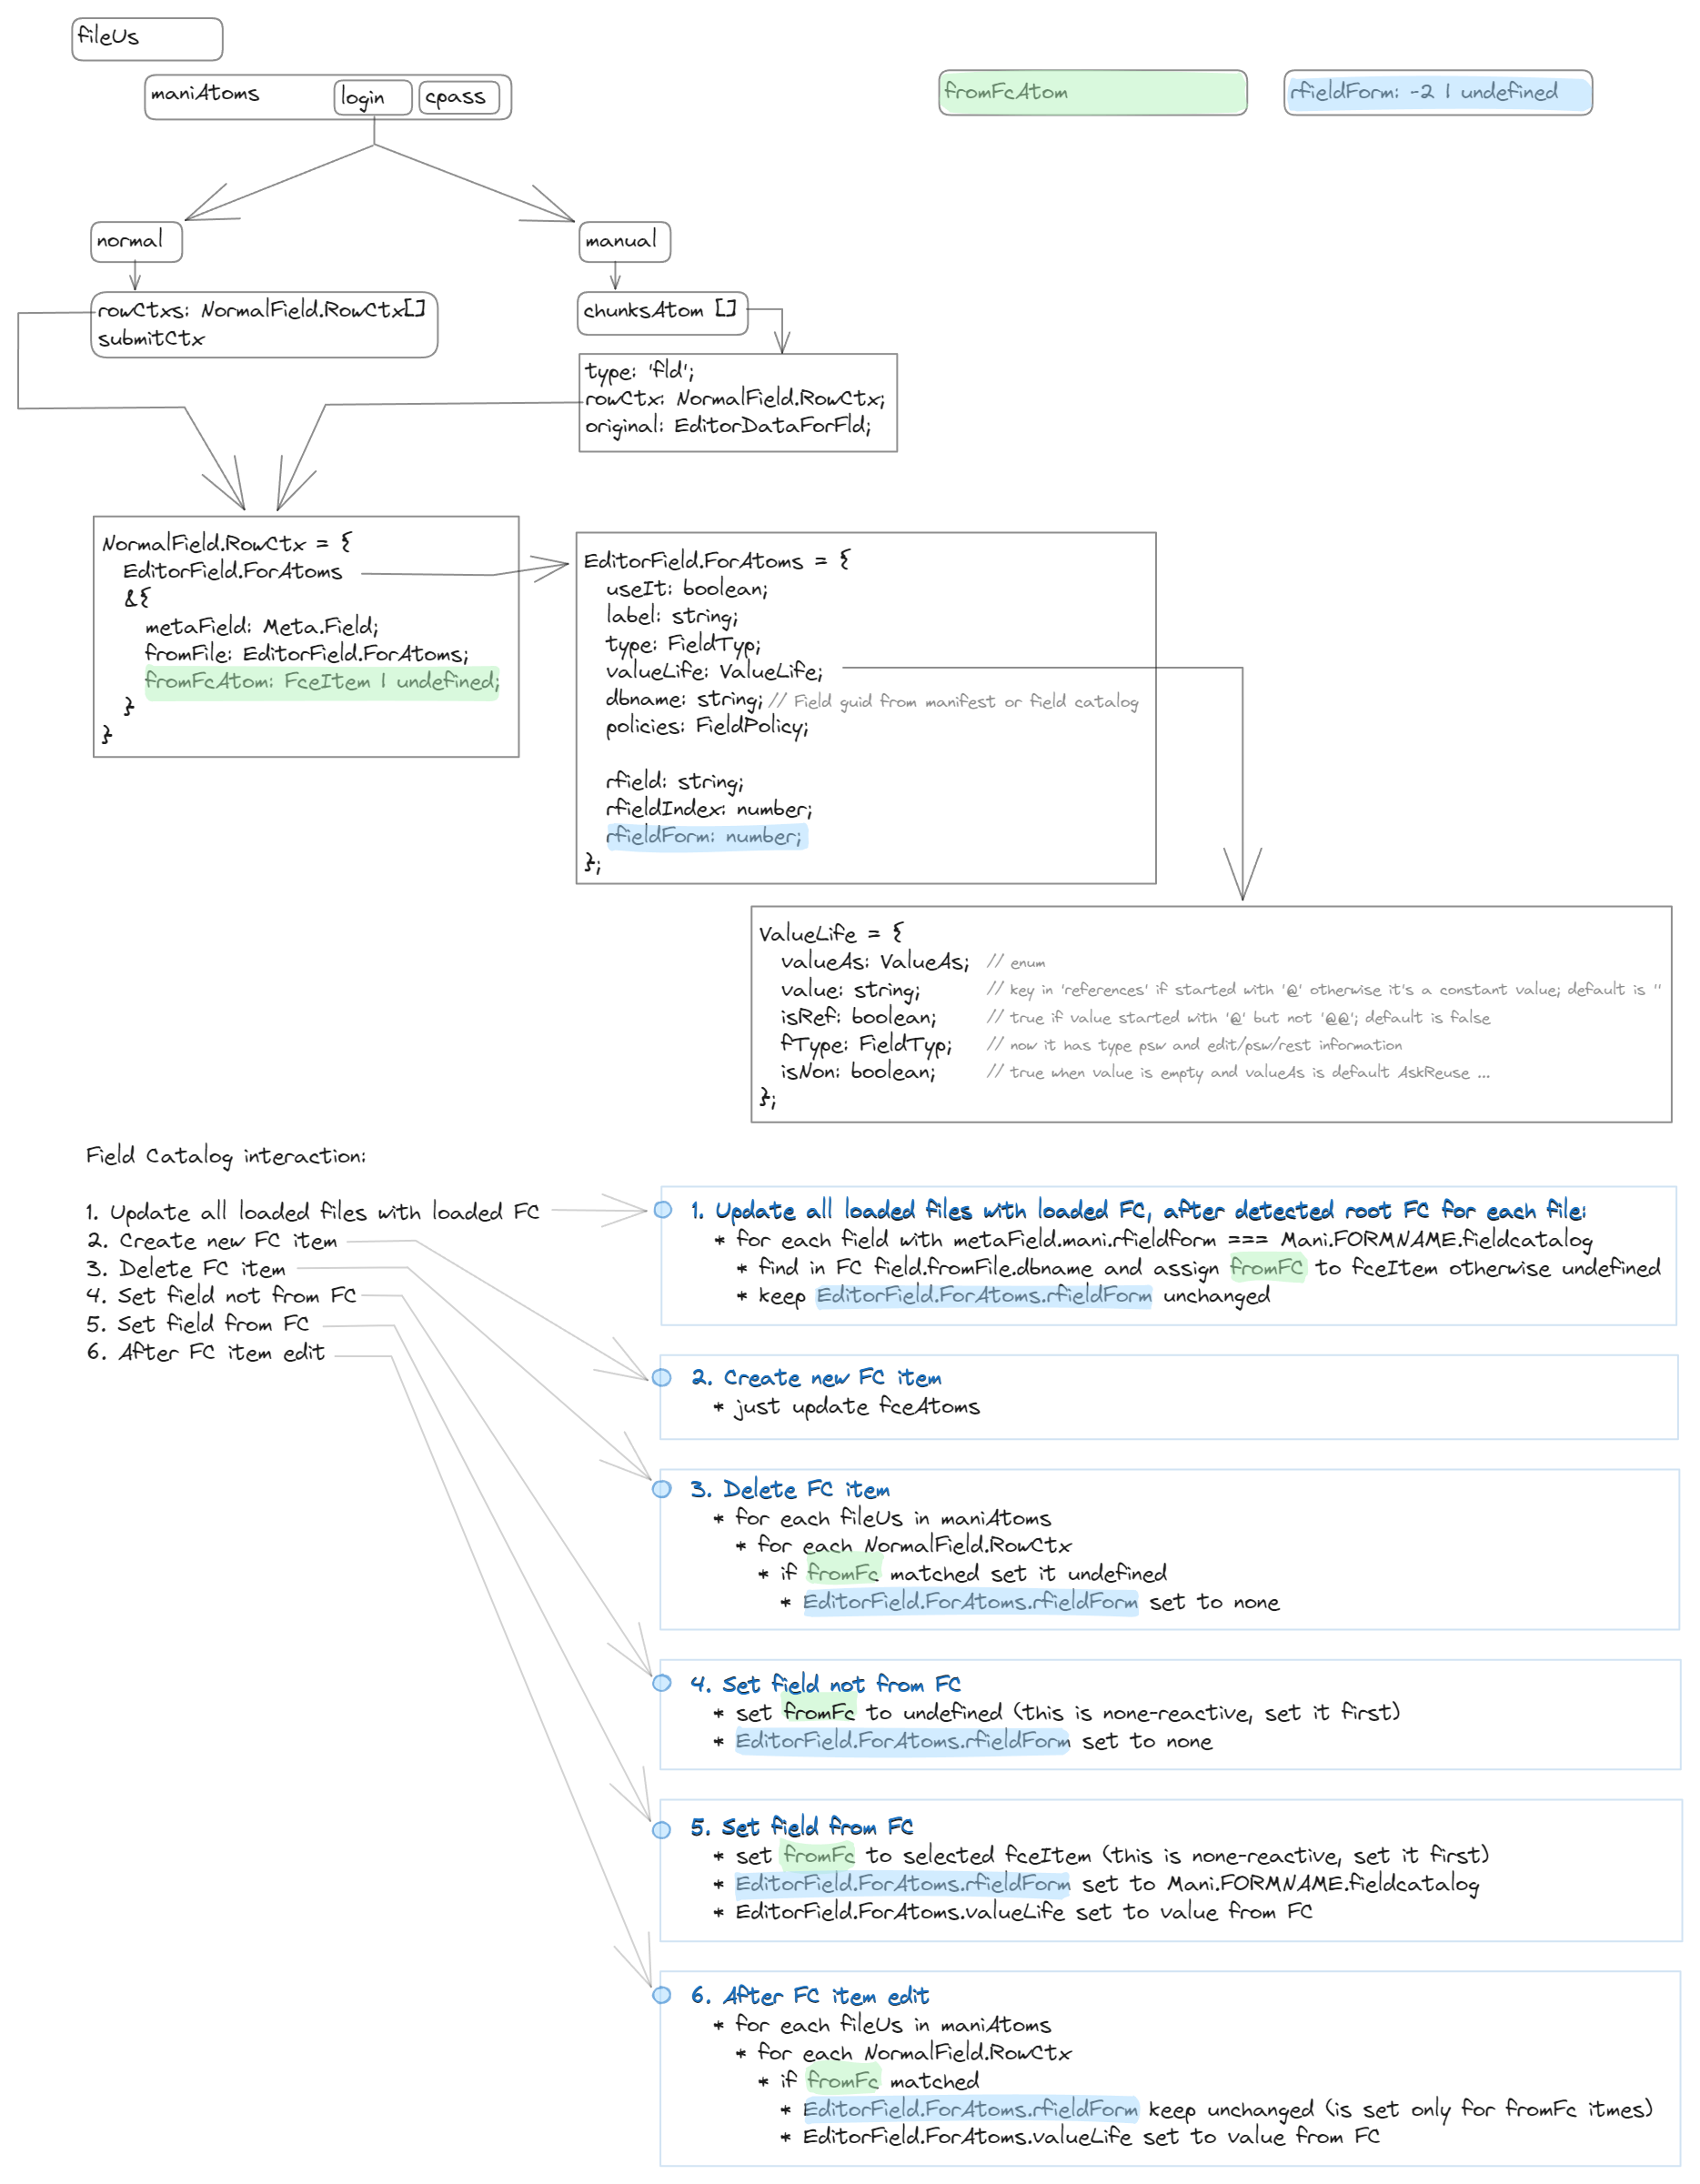 fileUs
maniAtoms login cpass
fromFcAtom
rfieldForm: -2 | undefined
normal
manual
rowCtxs: NormalField.RowCtx[]
submitCtx
chunksAtom []
type: 'fld';
rowCtx: NormalField.RowCtx;
original: EditorDataForFld;
NormalField.RowCtx = {
EditorField.ForAtoms
&{
metaField: Meta.Field;
fromFile: EditorField.ForAtoms;
fromFcAtom: FceItem | undefined;
}
}
EditorField.ForAtoms = {
useIt: boolean;
label: string;
type: FieldTyp;
valueLife: ValueLife;
dbname: string; // Field guid from manifest or field catalog
policies: FieldPolicy;
rfield: string;
rfieldIndex: number;
rfieldForm: number;
};
ValueLife = {
valueAs: ValueAs; // enum
value: string; // key in 'references' if started with '@' otherwise it's a constant value; default is ''
isRef: boolean; // true if value started with '@' but not '@@'; default is false
fType: FieldTyp; // now it has type psw and edit/psw/rest information
isNon: boolean; // true when value is empty and valueAs is default AskReuse ...
};
Field Catalog interaction:
1. Update all loaded files with loaded FC
2. Create new FC item
3. Delete FC item
4. Set field not from FC
5. Set field from FC
6. After FC item edit
1. Update all loaded files with loaded FC, after detected root FC for each file:
* for each field with metaField.mani.rfieldform === Mani.FORMNAME.fieldcatalog
* find in FC field.fromFile.dbname and assign fromFC to fceItem otherwise undefined
* keep EditorField.ForAtoms.rfieldForm unchanged
2. Create new FC item
* just update fceAtoms
3. Delete FC item
* for each fileUs in maniAtoms
* for each NormalField.RowCtx
* if fromFc matched set it undefined
* EditorField.ForAtoms.rfieldForm set to none
4. Set field not from FC
* set fromFc to undefined (this is none-reactive, set it first)
* EditorField.ForAtoms.rfieldForm set to none
5. Set field from FC
* set fromFc to selected fceItem (this is none-reactive, set it first)
* EditorField.ForAtoms.rfieldForm set to Mani.FORMNAME.fieldcatalog
* EditorField.ForAtoms.valueLife set to value from FC
6. After FC item edit
* for each fileUs in maniAtoms
* for each NormalField.RowCtx
* if fromFc matched
* EditorField.ForAtoms.rfieldForm keep unchanged (is set only for fromFc itmes)
* EditorField.ForAtoms.valueLife set to value from FC